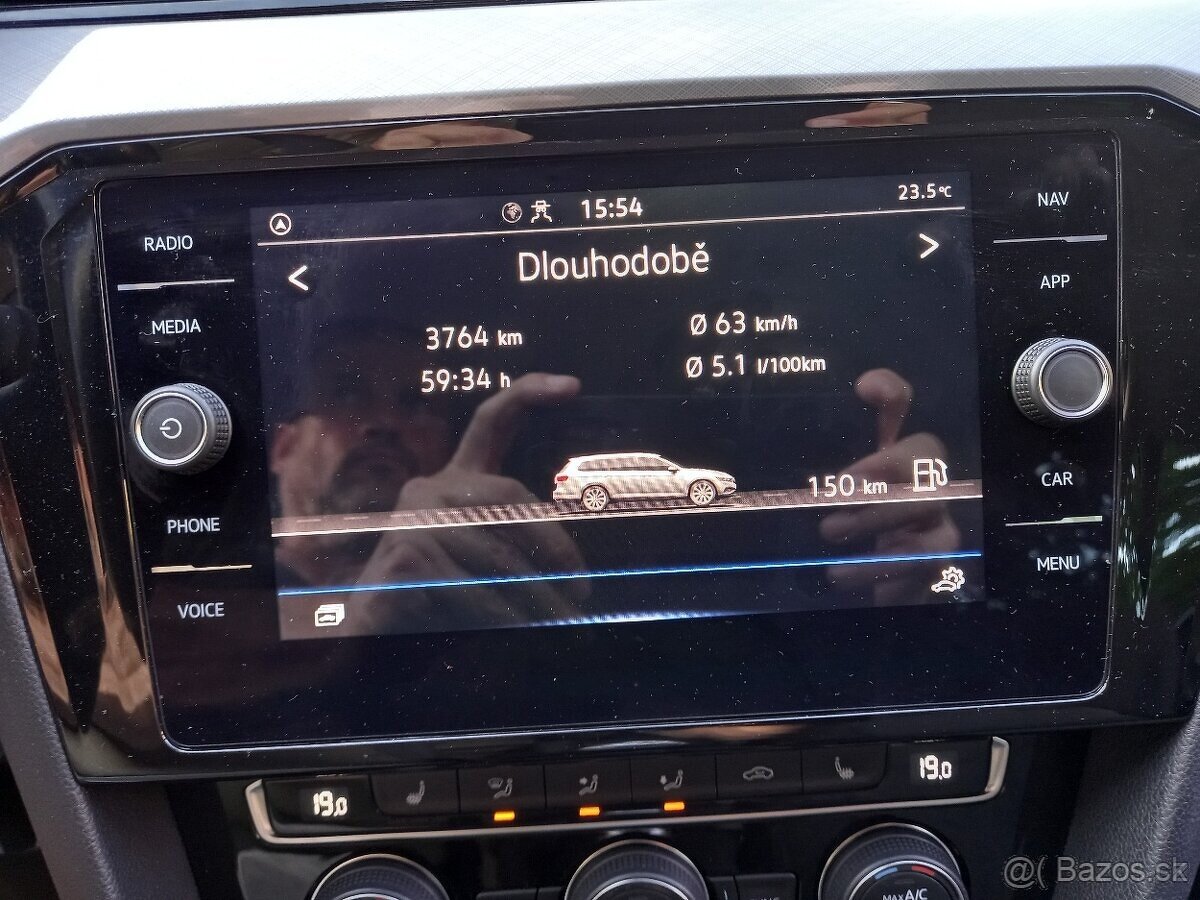 15:54
23.5°C
RADIO
NAV
<
Dlouhodobě
>
MEDIA
APP
3764 km
Ø 63 km/h
59:34 h
Ø 5.1 l/100km
PHONE
150 km
CAR
VOICE
MENU
19,0
19,0
MAX A/C
@( Bazos.sk